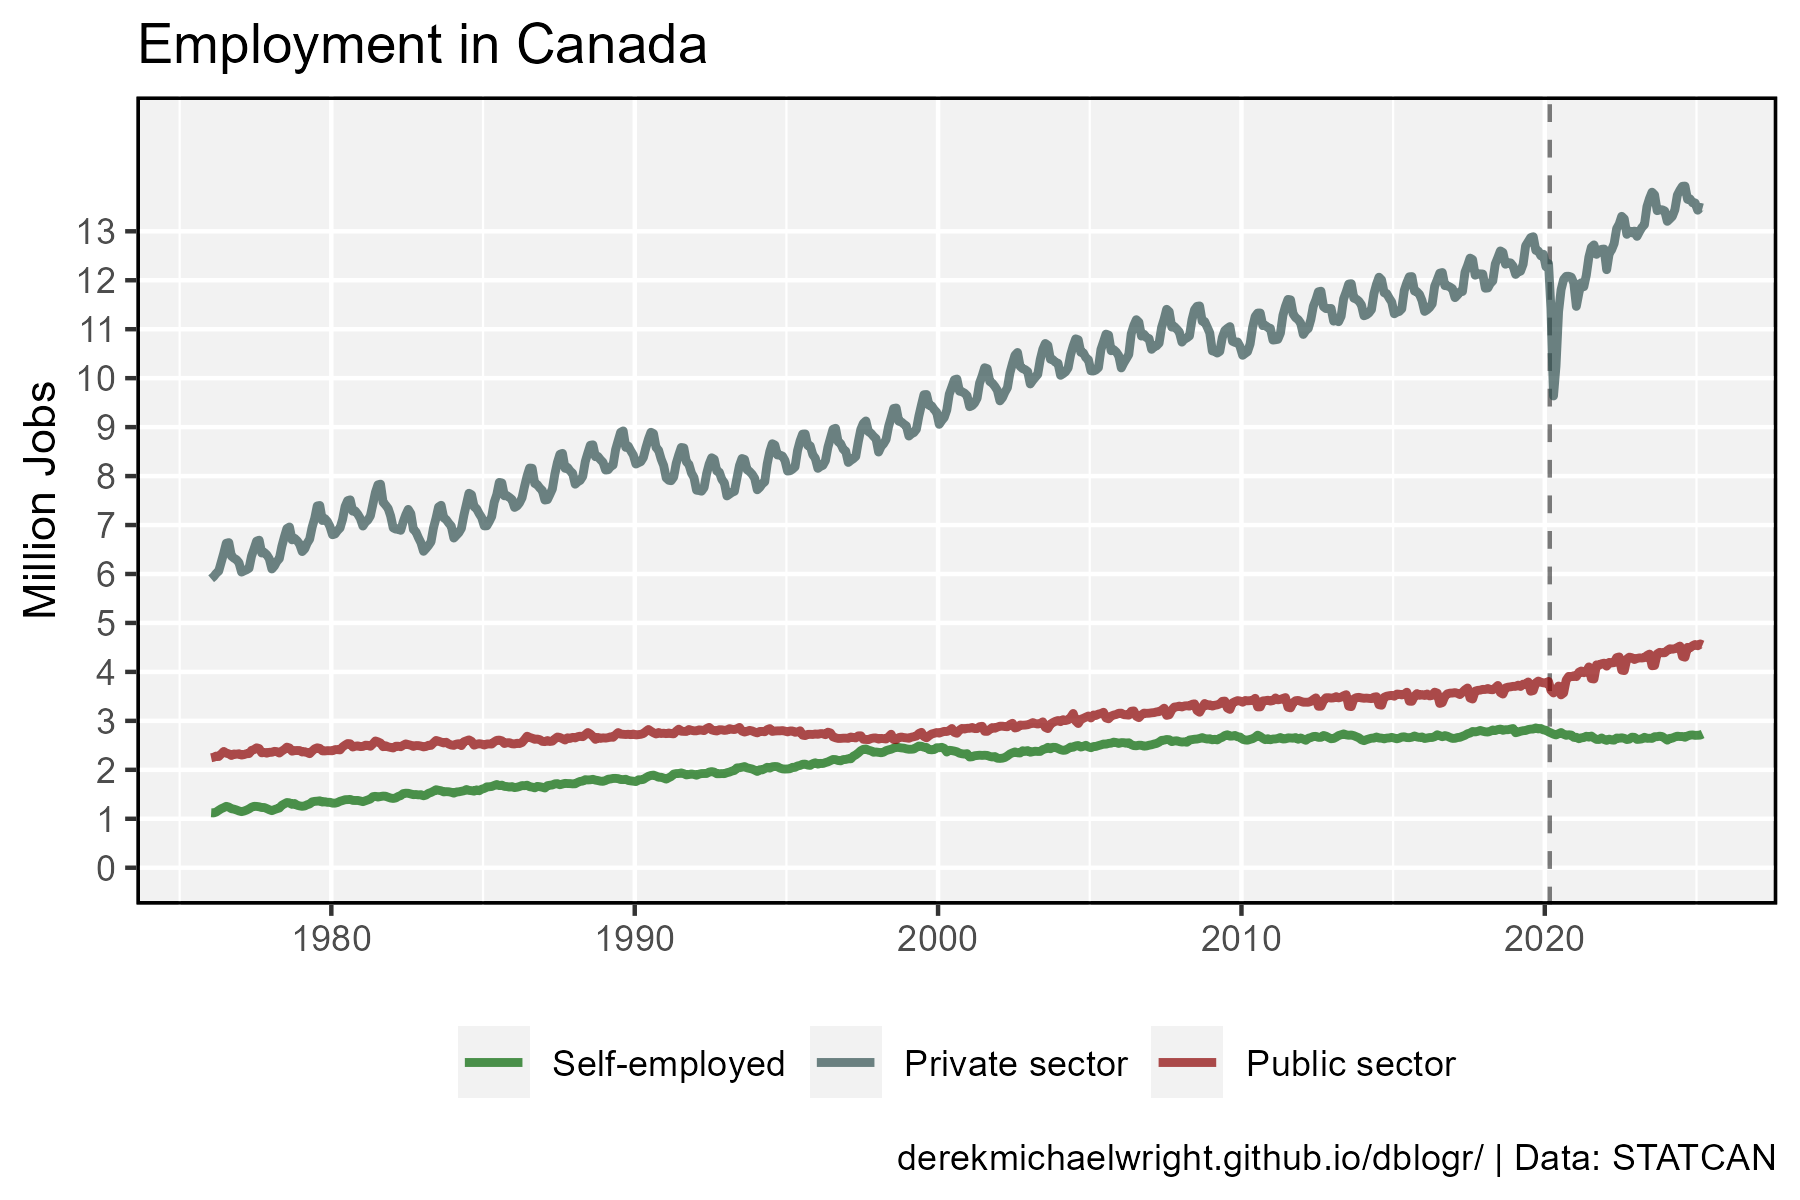 Employment in Canada
Million Jobs
13
12
11
10
9
8
7
6
5
4
3
2
1
0
1980 1990 2000 2010 2020
Self-employed Private sector Public sector
derekmichaelwright.github.io/dblogr/ | Data: STATCAN